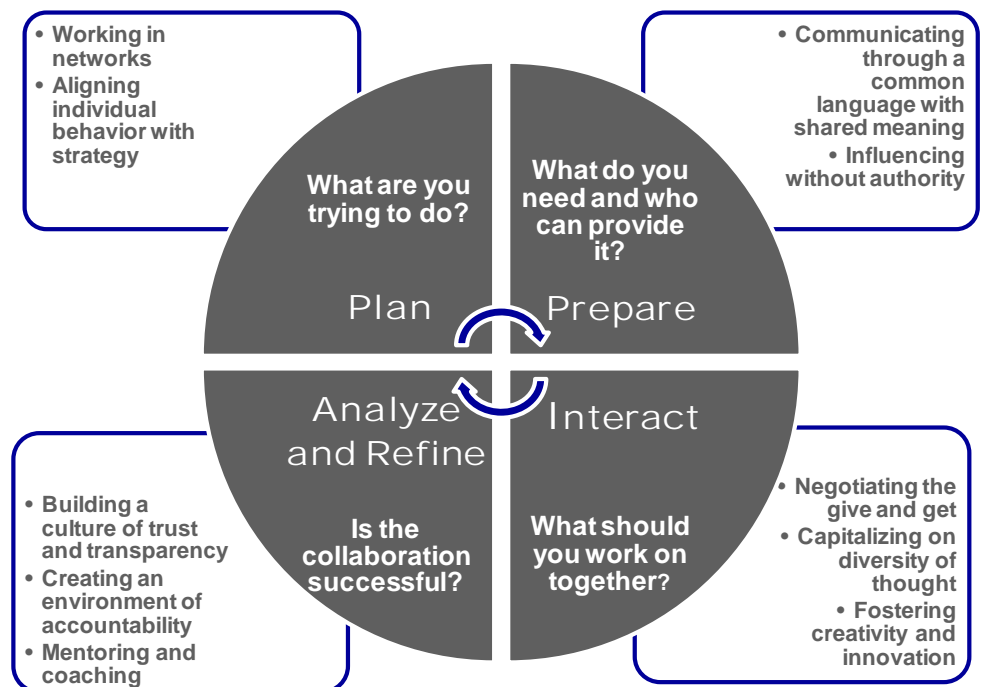 • Working in
networks
• Aligning
individual
behavior with
strategy
• Communicating
through a
common
language with
shared meaning
• Influencing
without authority
What are you
trying to do?
Plan
What do you
need and who
can provide
it?
Prepare
Analyze
and Refine
Is the
collaboration
successful?
Interact
What should
you work on
together?
• Building a
culture of trust
and transparency
• Creating an
environment of
accountability
• Mentoring and
coaching
• Negotiating the
give and get
• Capitalizing on
diversity of
thought
• Fostering
creativity and
innovation